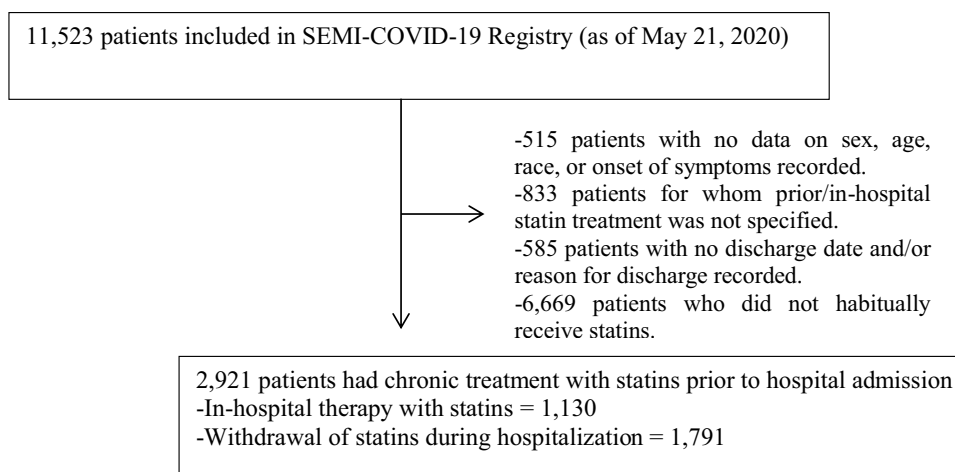 11,523 patients included in SEMI-COVID-19 Registry (as of May 21, 2020)
-515 patients with no data on sex, age,
race, or onset of symptoms recorded.
-833 patients for whom prior/in-hospital
statin treatment was not specified.
-585 patients with no discharge date and/or
reason for discharge recorded.
-6,669 patients who did not habitually
receive statins.
2,921 patients had chronic treatment with statins prior to hospital admission
-In-hospital therapy with statins = 1,130
-Withdrawal of statins during hospitalization = 1,791